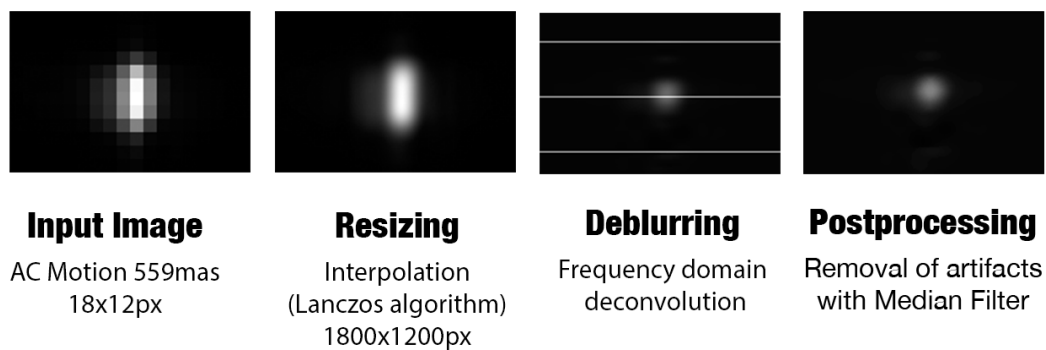 Input Image
AC Motion 559mas
18x12px
Resizing
Interpolation
(Lanczos algorithm)
1800x1200px
Deblurring
Frequency domain
deconvolution
Postprocessing
Removal of artifacts
with Median Filter